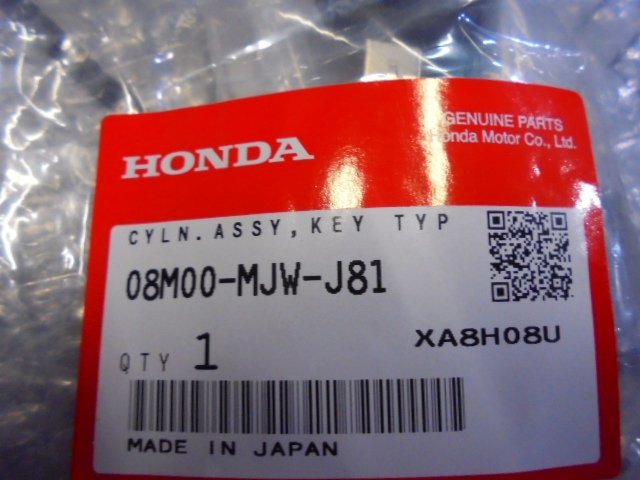 HONDA
GENUINE PARTS
Honda Motor Co., Ltd.
CYLN.ASSY,KEY TYP
08M00-MJW-J81
XA8H08U
QTY 1
MADE IN JAPAN